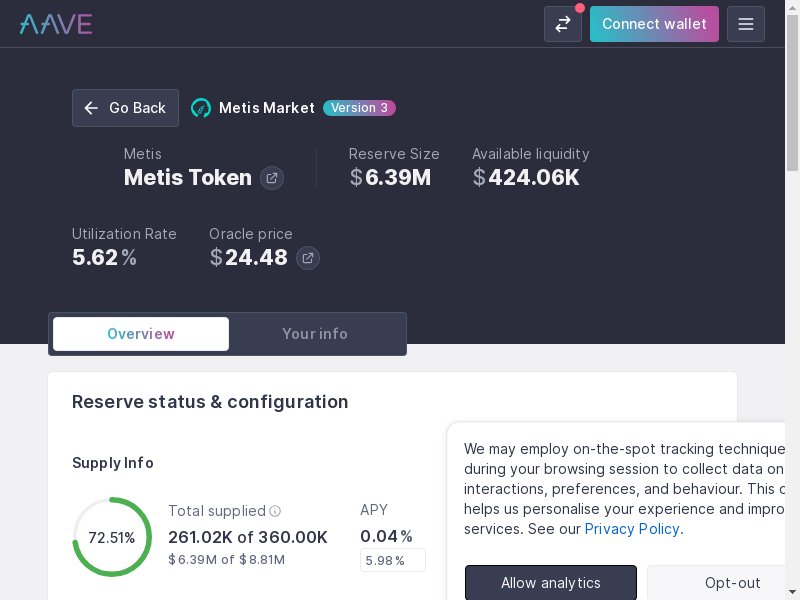 AAVE
Connect wallet
Go Back
Metis Market
Version 3
Metis
Metis Token
Reserve Size
$6.39M
Available liquidity
$424.06K
Utilization Rate
5.62%
Oracle price
$24.48
Overview
Your info
Reserve status & configuration
Supply Info
72.51%
Total supplied
261.02K of 360.00K
$6.39M of $8.81M
APY
0.04%
5.98%
We may employ on-the-spot tracking technique
during your browsing session to collect data on
interactions, preferences, and behaviour. This
helps us personalise your experience and impro
services. See our Privacy Policy.
Allow analytics
Opt-out